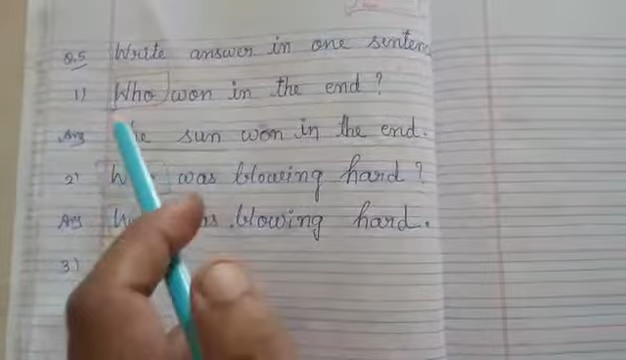 Q.5 Write answer in one
1) Who won in the end ?
Ans The sun won in the end.
2) was blowing hard ?
Ans blowing hard.
3)